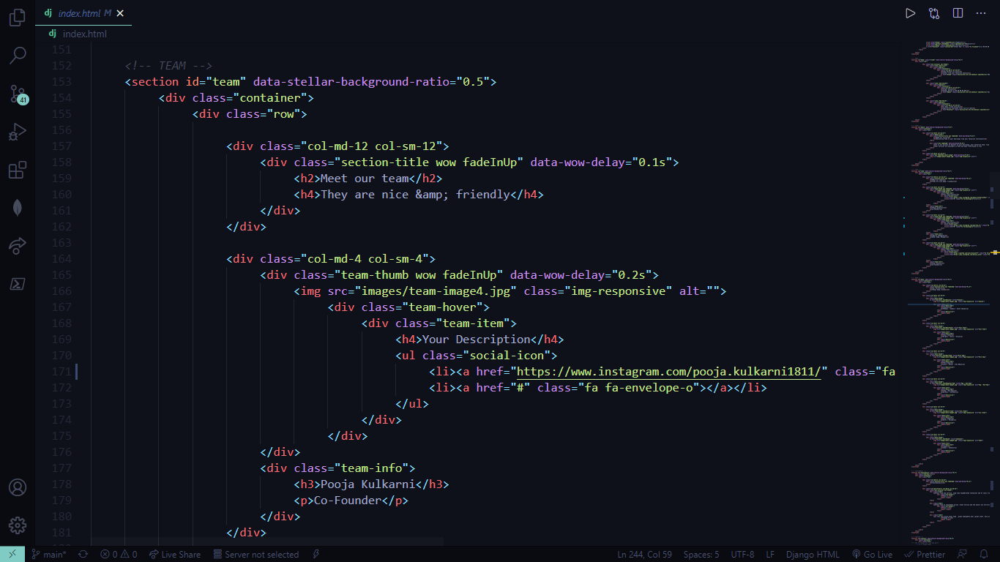 dj index.html M
dj index.html
151
152 <!-- TEAM -->
153 <section id="team" data-stellar-background-ratio="0.5">
154 <div class="container">
155 <div class="row">
156
157 <div class="col-md-12 col-sm-12">
158 <div class="section-title wow fadeInUp" data-wow-delay="0.1s">
159 <h2>Meet our team</h2>
160 <h4>They are nice &amp; friendly</h4>
161 </div>
162 </div>
163
164 <div class="col-md-4 col-sm-4">
165 <div class="team-thumb wow fadeInUp" data-wow-delay="0.2s">
166 <img src="images/team-image4.jpg" class="img-responsive" alt="">
167 <div class="team-hover">
168 <div class="team-item">
169 <h4>Your Description</h4>
170 <ul class="social-icon">
171 <li><a href="https://www.instagram.com/pooja.kulkarni1811/" class="fa
172 <li><a href="#" class="fa fa-envelope-o"></a></li>
173 </ul>
174 </div>
175 </div>
176 </div>
177 <div class="team-info">
178 <h3>Pooja Kulkarni</h3>
179 <p>Co-Founder</p>
180 </div>
181 </div>
41
main* 0 0 Live Share Server not selected Ln 244, Col 59 Spaces: 5 UTF-8 LF Django HTML Go Live Prettier